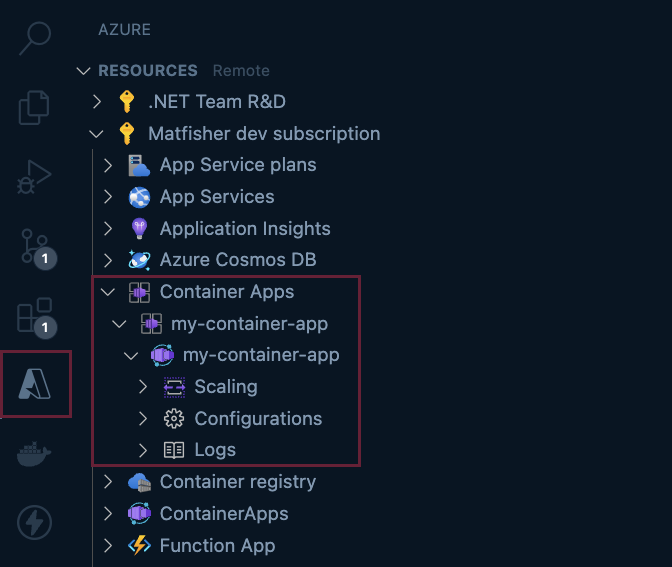 AZURE
RESOURCES Remote
.NET Team R&D
Matfisher dev subscription
App Service plans
App Services
1
Application Insights
Azure Cosmos DB
Container Apps
1
my-container-app
my-container-app
Scaling
Configurations
Logs
Container registry
ContainerApps
Function App